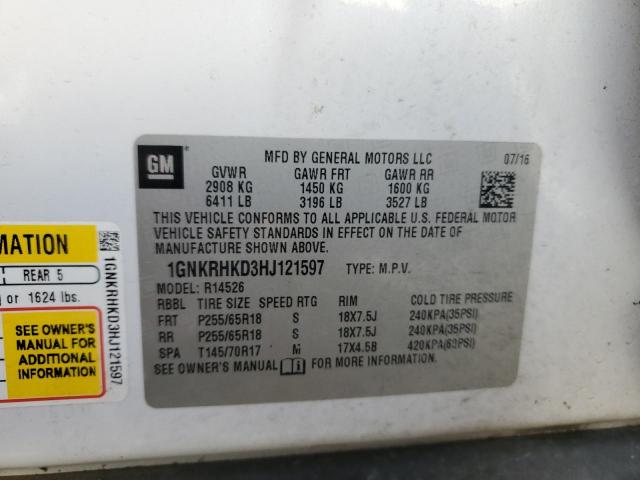 GM
MFD BY GENERAL MOTORS LLC 07/16
GVWR GAWR FRT GAWR RR
2908 KG 1450 KG 1600 KG
6411 LB 3196 LB 3527 LB
THIS VEHICLE CONFORMS TO ALL APPLICABLE U.S. FEDERAL MOTOR
VEHICLE SAFETY STANDARDS IN EFFECT ON THE DATE OF
MANUFACTURE SHOWN ABOVE.
1GNKRHKD3HJ121597 TYPE: M.P.V.
MODEL: R14526
RBBL TIRE SIZE SPEED RTG RIM COLD TIRE PRESSURE
FRT P255/65R18 S 18X7.5J 240KPA(35PSI)
RR P255/65R18 S 18X7.5J 240KPA(35PSI)
SPA T145/70R17 M 17X4.5B 420KPA(60PSI)
SEE OWNER'S MANUAL FOR MORE INFORMATION.
MATION
REAR 5
or 1624 lbs.
SEE OWNER'S
MANUAL FOR
ADDITIONAL
INFORMATION
1GNKRHKD3HJ121597